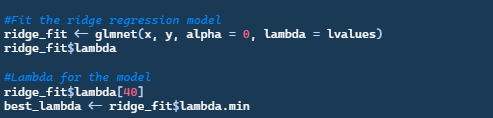 #Fit the ridge regression model
ridge_fit <- glmnet(x, y, alpha = 0, lambda = lvalues)
ridge_fit$lambda
#Lambda for the model
ridge_fit$lambda[40]
best_lambda <- ridge_fit$lambda.min